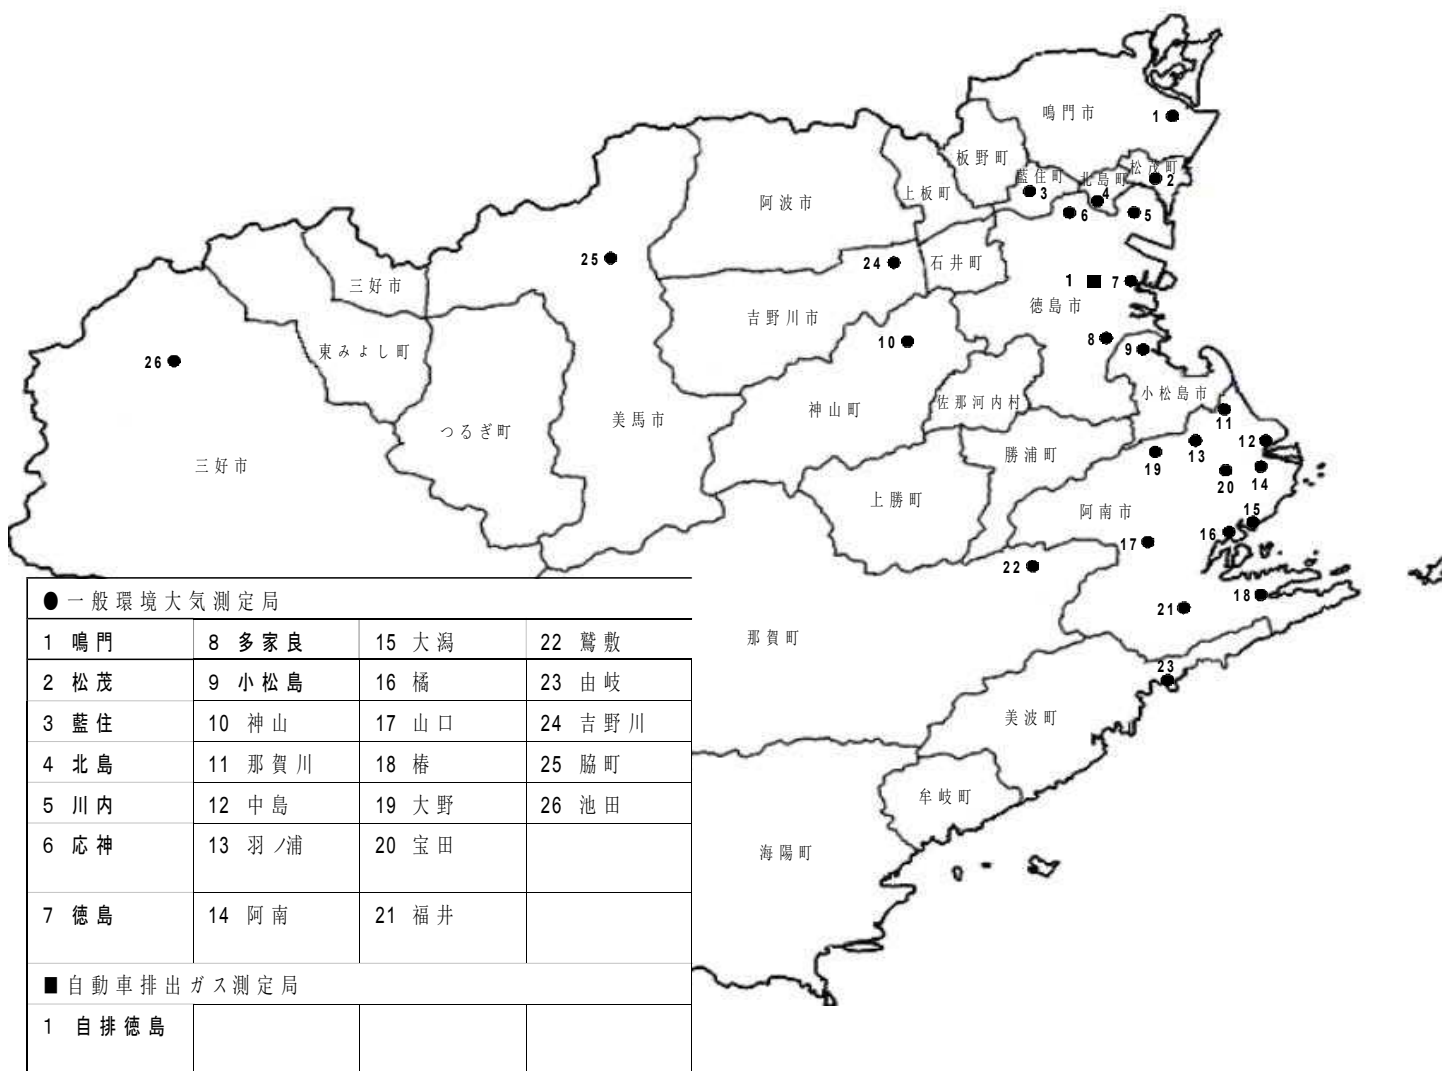 鳴門市
1
板野町
松茂町
藍住町
北島町
2
3
4
上板町
阿波市
6
5
25
24
石井町
三好市
1
7
徳島市
吉野川市
10
8
9
東みよし町
26
小松島市
佐那河内村
神山町
美馬市
11
つるぎ町
12
13
勝浦町
三好市
19
20
14
上勝町
阿南市
15
16
17
22
18
21
那賀町
23
美波町
牟岐町
海陽町
●一般環境大気測定局
1 鳴門 8 多家良 15 大潟 22 鷲敷
2 松茂 9 小松島 16 橘 23 由岐
3 藍住 10 神山 17 山口 24 吉野川
4 北島 11 那賀川 18 椿 25 脇町
5 川内 12 中島 19 大野 26 池田
6 応神 13 羽ノ浦 20 宝田
7 徳島 14 阿南 21 福井
■自動車排出ガス測定局
1 自排徳島